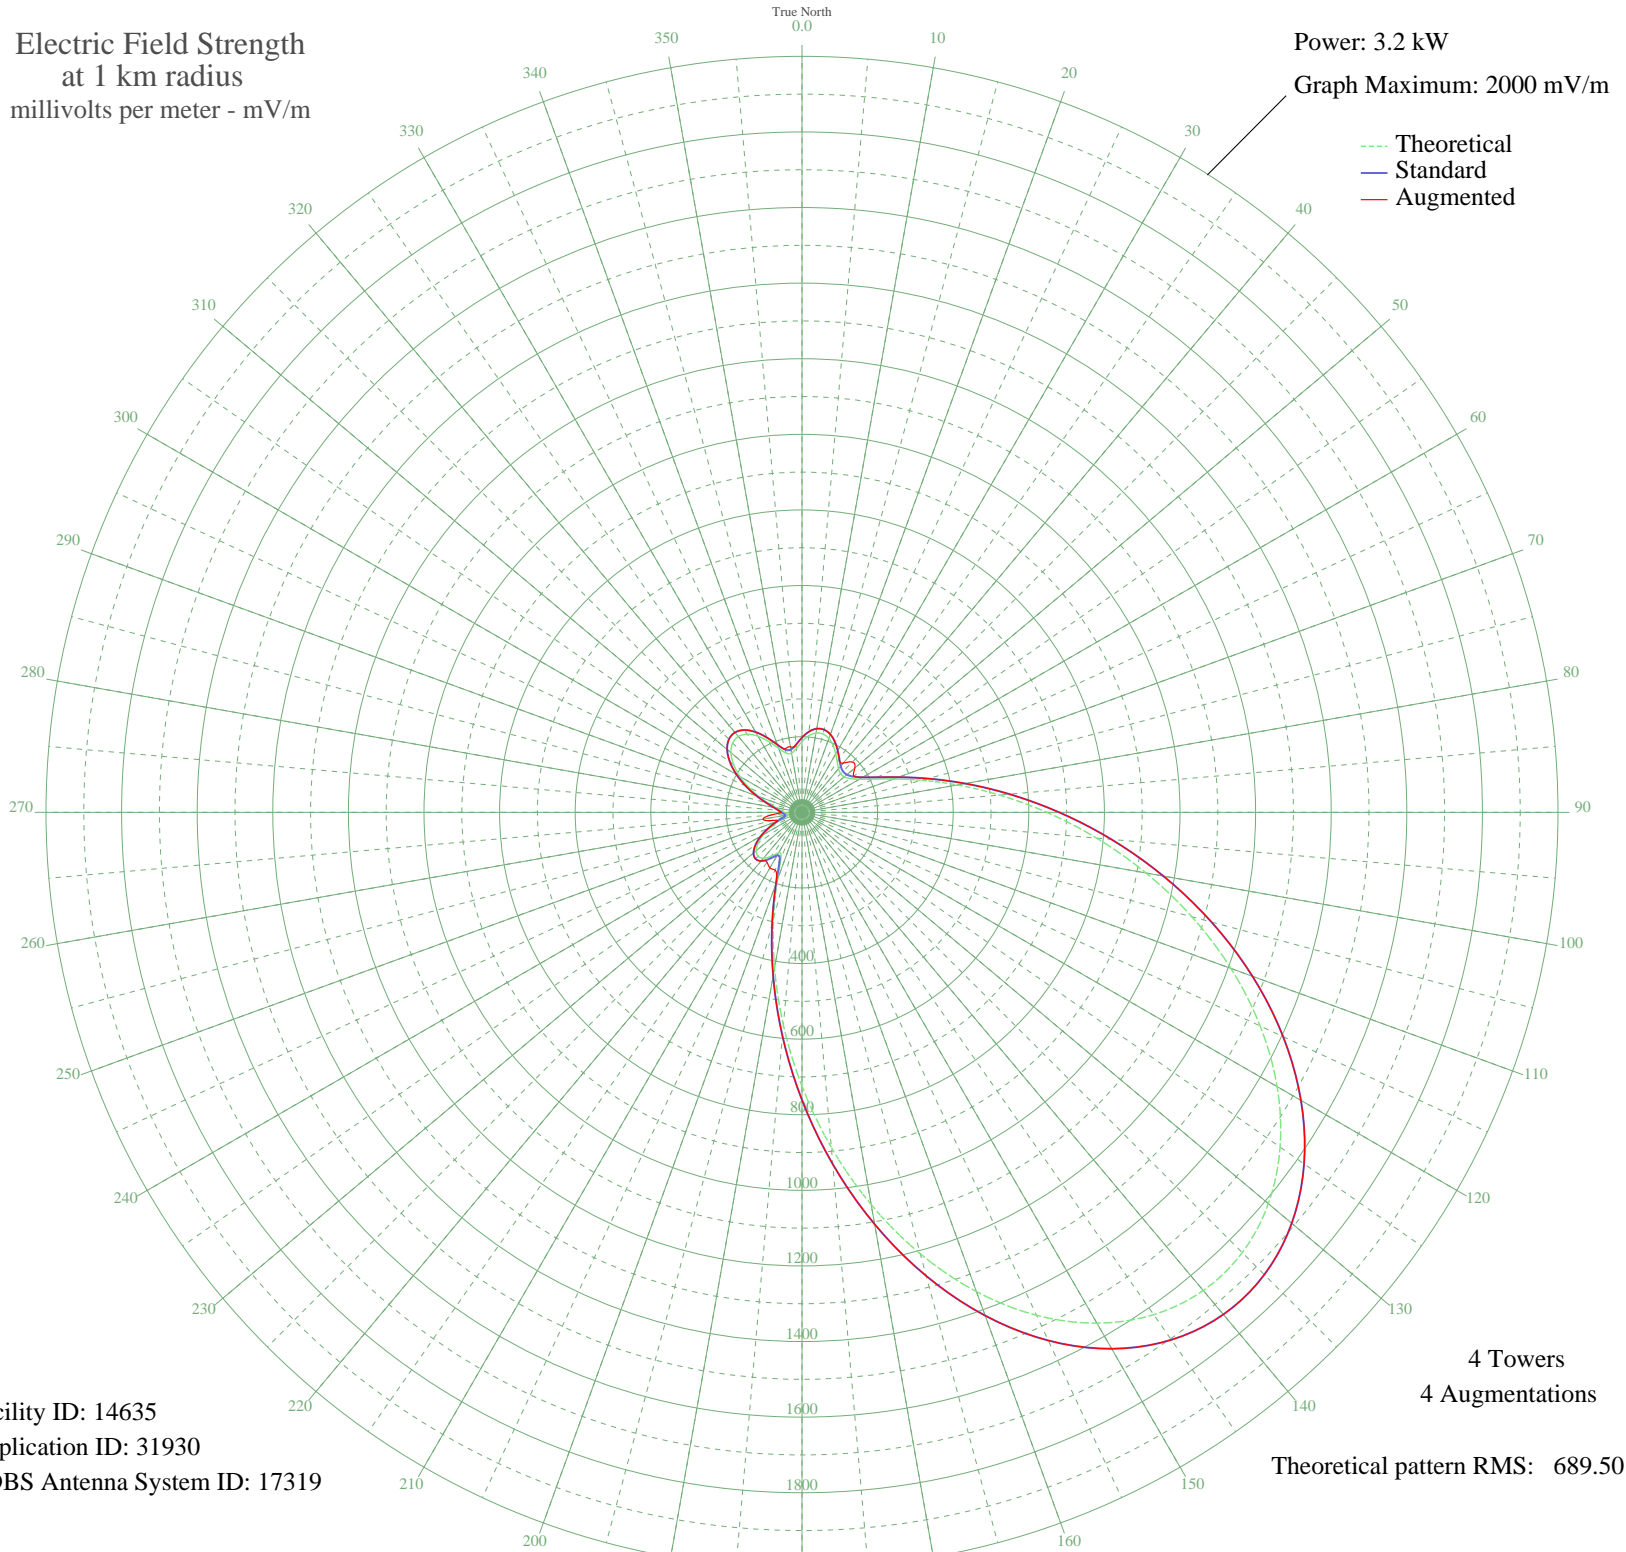 True North
0.0
Electric Field Strength
at 1 km radius
millivolts per meter - mV/m
Power: 3.2 kW
Graph Maximum: 2000 mV/m
Theoretical
Standard
Augmented
10
20
30
40
50
60
70
80
90
100
110
120
130
140
150
160
200
210
220
230
240
250
260
270
280
290
300
310
320
330
340
350
400
600
800
1000
1200
1400
1600
1800
4 Towers
4 Augmentations
Theoretical pattern RMS: 689.50
cility ID: 14635
plication ID: 31930
DBS Antenna System ID: 17319